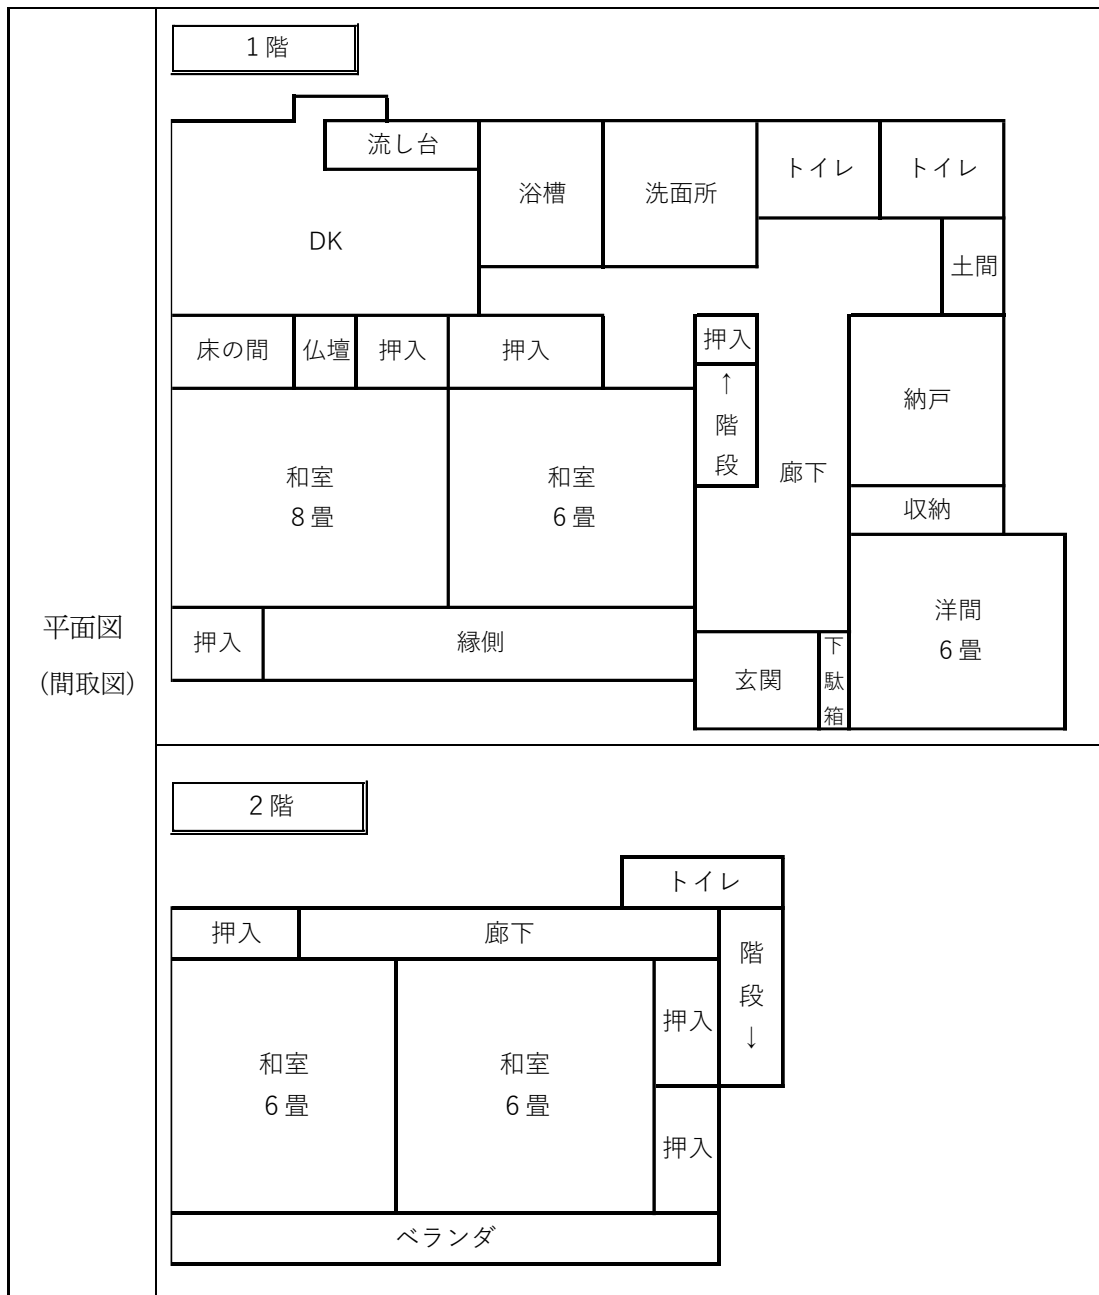 平面図
（間取図）
1階
流し台
浴槽
洗面所
トイレ
トイレ
DK
土間
床の間
仏壇
押入
押入
押入
↑
階
段
納戸
和室
8畳
和室
6畳
廊下
収納
押入
縁側
玄関
下
駄
箱
洋間
6畳
2階
トイレ
押入
廊下
階
段
↓
和室
6畳
和室
6畳
押入
押入
ベランダ